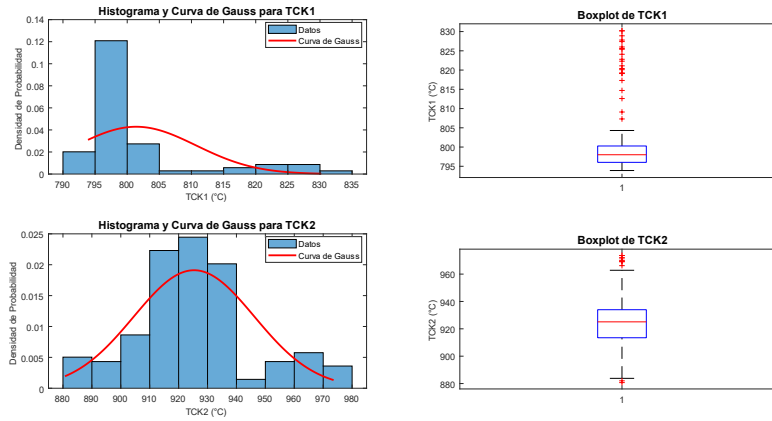 Histograma y Curva de Gauss para TCK1
0.14
0.12
0.1
0.08
0.06
0.04
0.02
0
Densidad de Probabilidad
Datos
Curva de Gauss
790 795 800 805 810 815 820 825 830 835
TCK1 (°C)
Boxplot de TCK1
830
825
820
815
810
805
800
795
TCK1 (°C)
1
Histograma y Curva de Gauss para TCK2
0.025
0.02
0.015
0.01
0.005
0
Densidad de Probabilidad
Datos
Curva de Gauss
880 890 900 910 920 930 940 950 960 970 980
TCK2 (°C)
Boxplot de TCK2
960
940
920
900
880
TCK2 (°C)
1